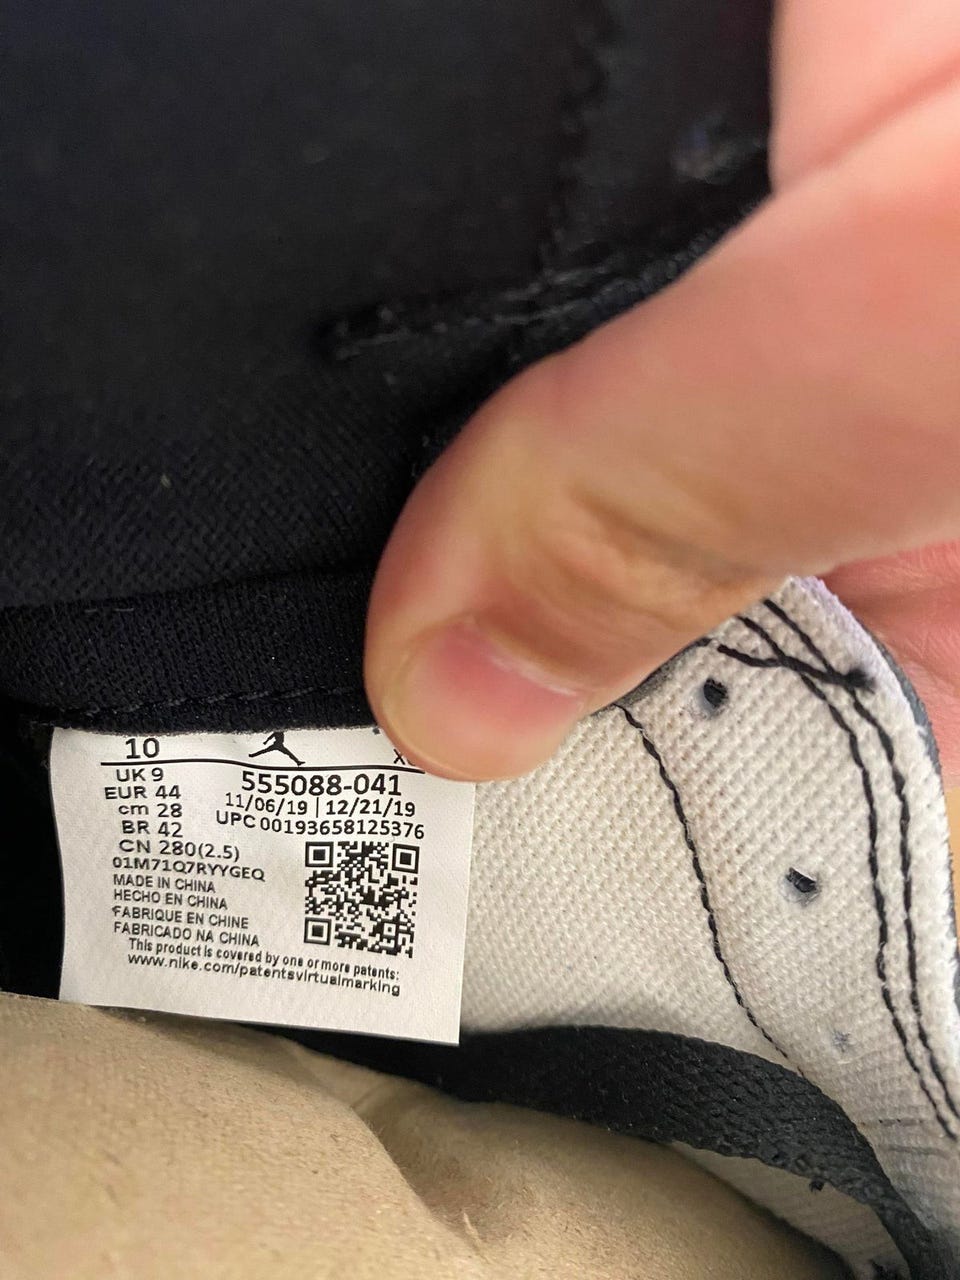 10
UK 9
EUR 44
cm 28
BR 42
CN 280(2.5)
555088-041
11/06/19 | 12/21/19
UPC 00193658125376
01M71Q7RYYGEQ
MADE IN CHINA
HECHO EN CHINA
FABRIQUE EN CHINE
FABRICADO NA CHINA
This product is covered by one or more patents:
www.nike.com/patentsvirtualmarking